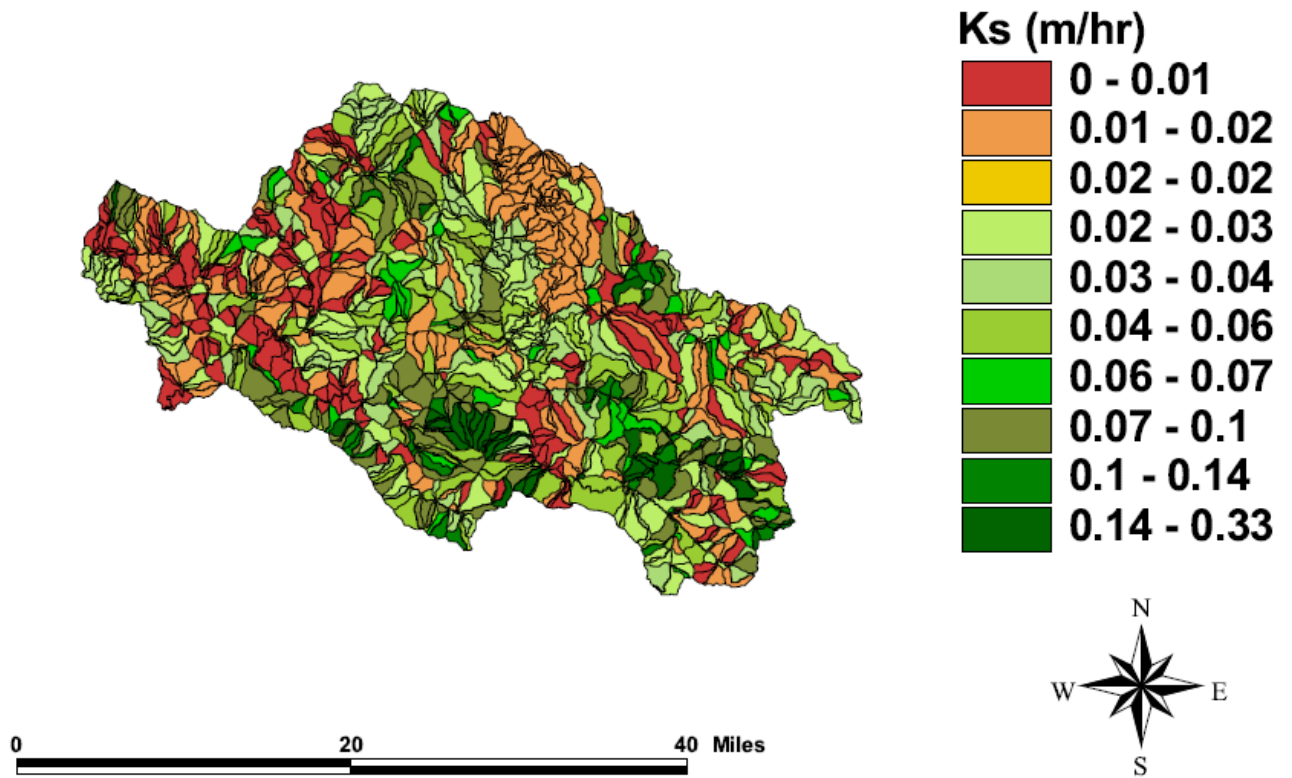 Ks (m/hr)
0 - 0.01
0.01 - 0.02
0.02 - 0.02
0.02 - 0.03
0.03 - 0.04
0.04 - 0.06
0.06 - 0.07
0.07 - 0.1
0.1 - 0.14
0.14 - 0.33
N
W E
S
0 20 40 Miles